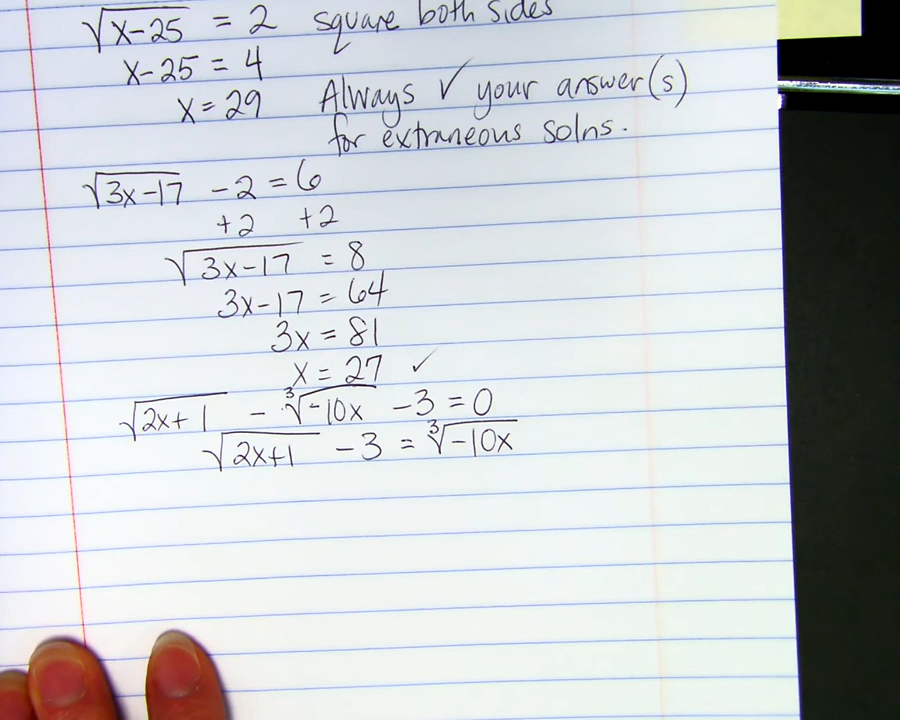 √x-25 = 2 square both sides
x-25 = 4
x = 29 Always ✓ your answer(s)
for extraneous solns.
√3x-17 - 2 = 6
+2 +2
√3x-17 = 8
3x-17 = 64
3x = 81
x = 27 ✓
√2x+1 - ∛-10x - 3 = 0
√2x+1 - 3 = ∛-10x